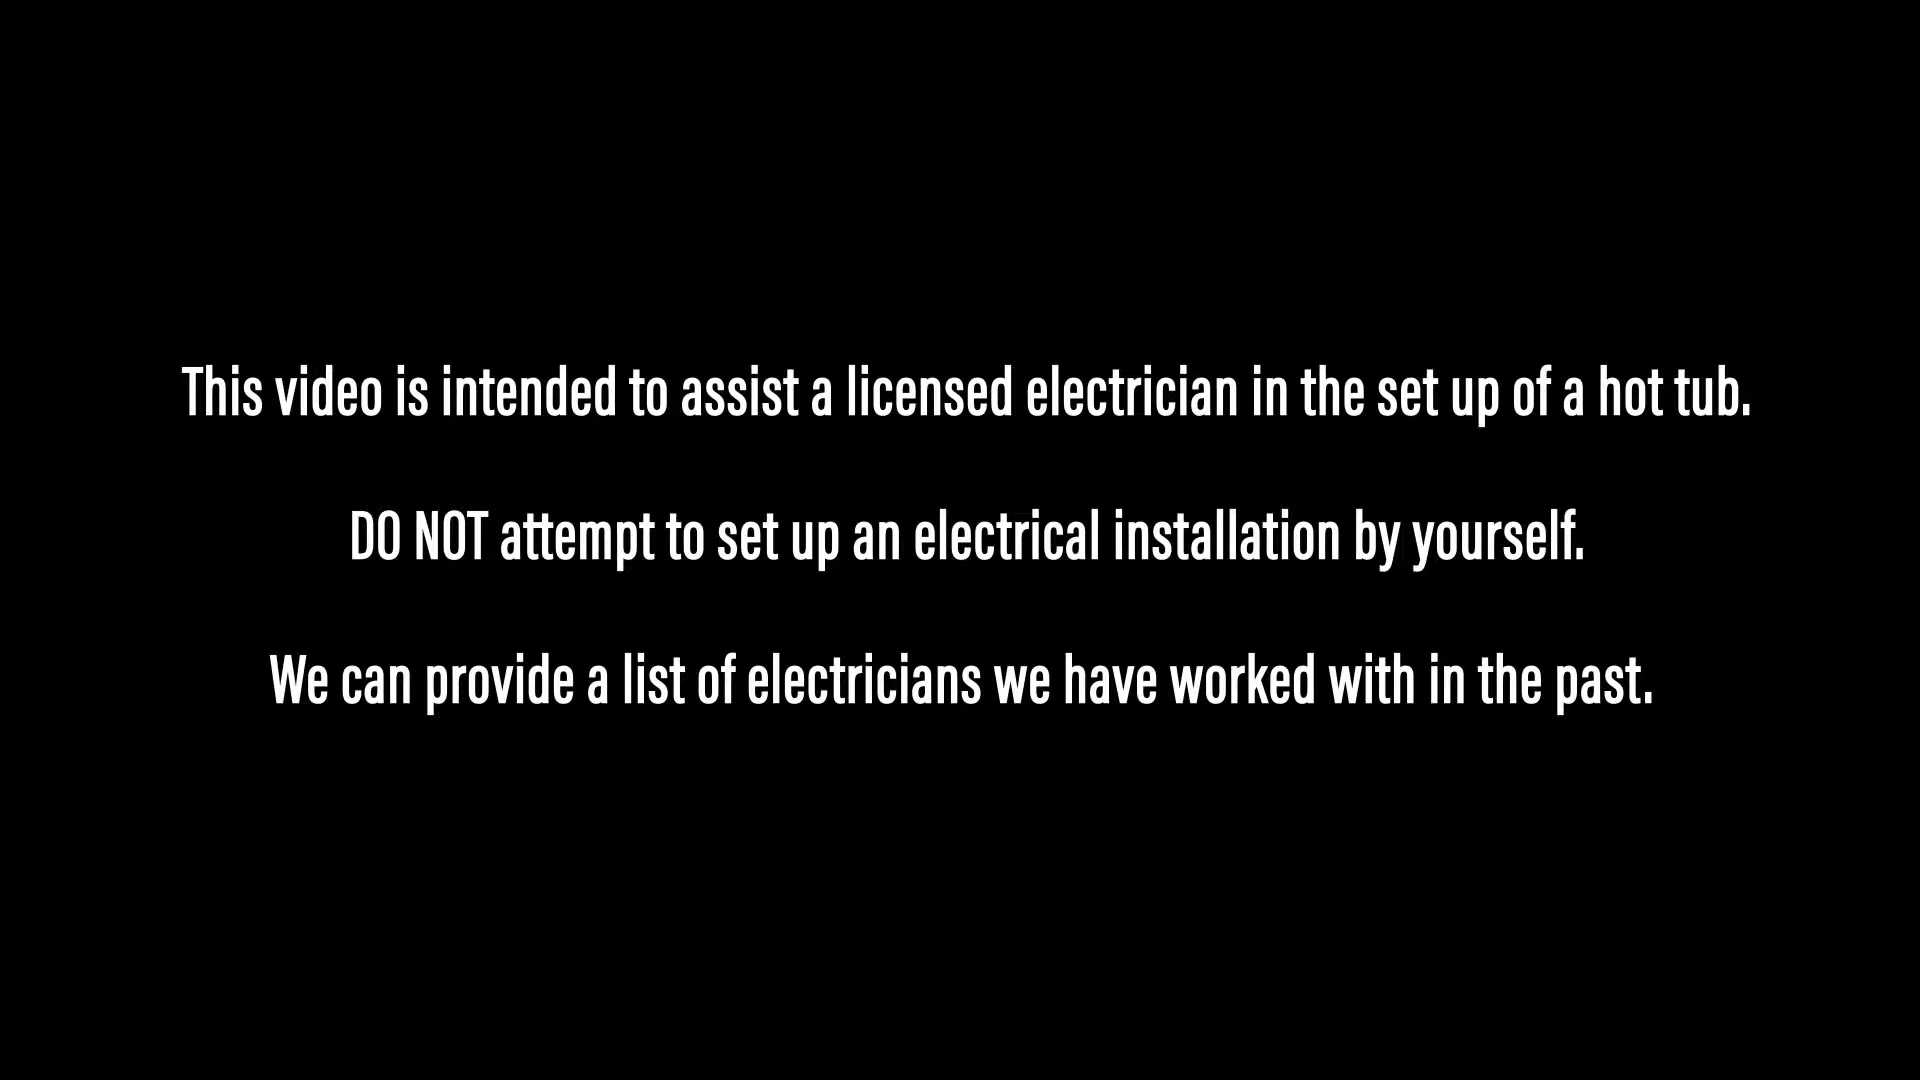 This video is intended to assist a licensed electrician in the set up of a hot tub.
DO NOT attempt to set up an electrical installation by yourself.
We can provide a list of electricians we have worked with in the past.